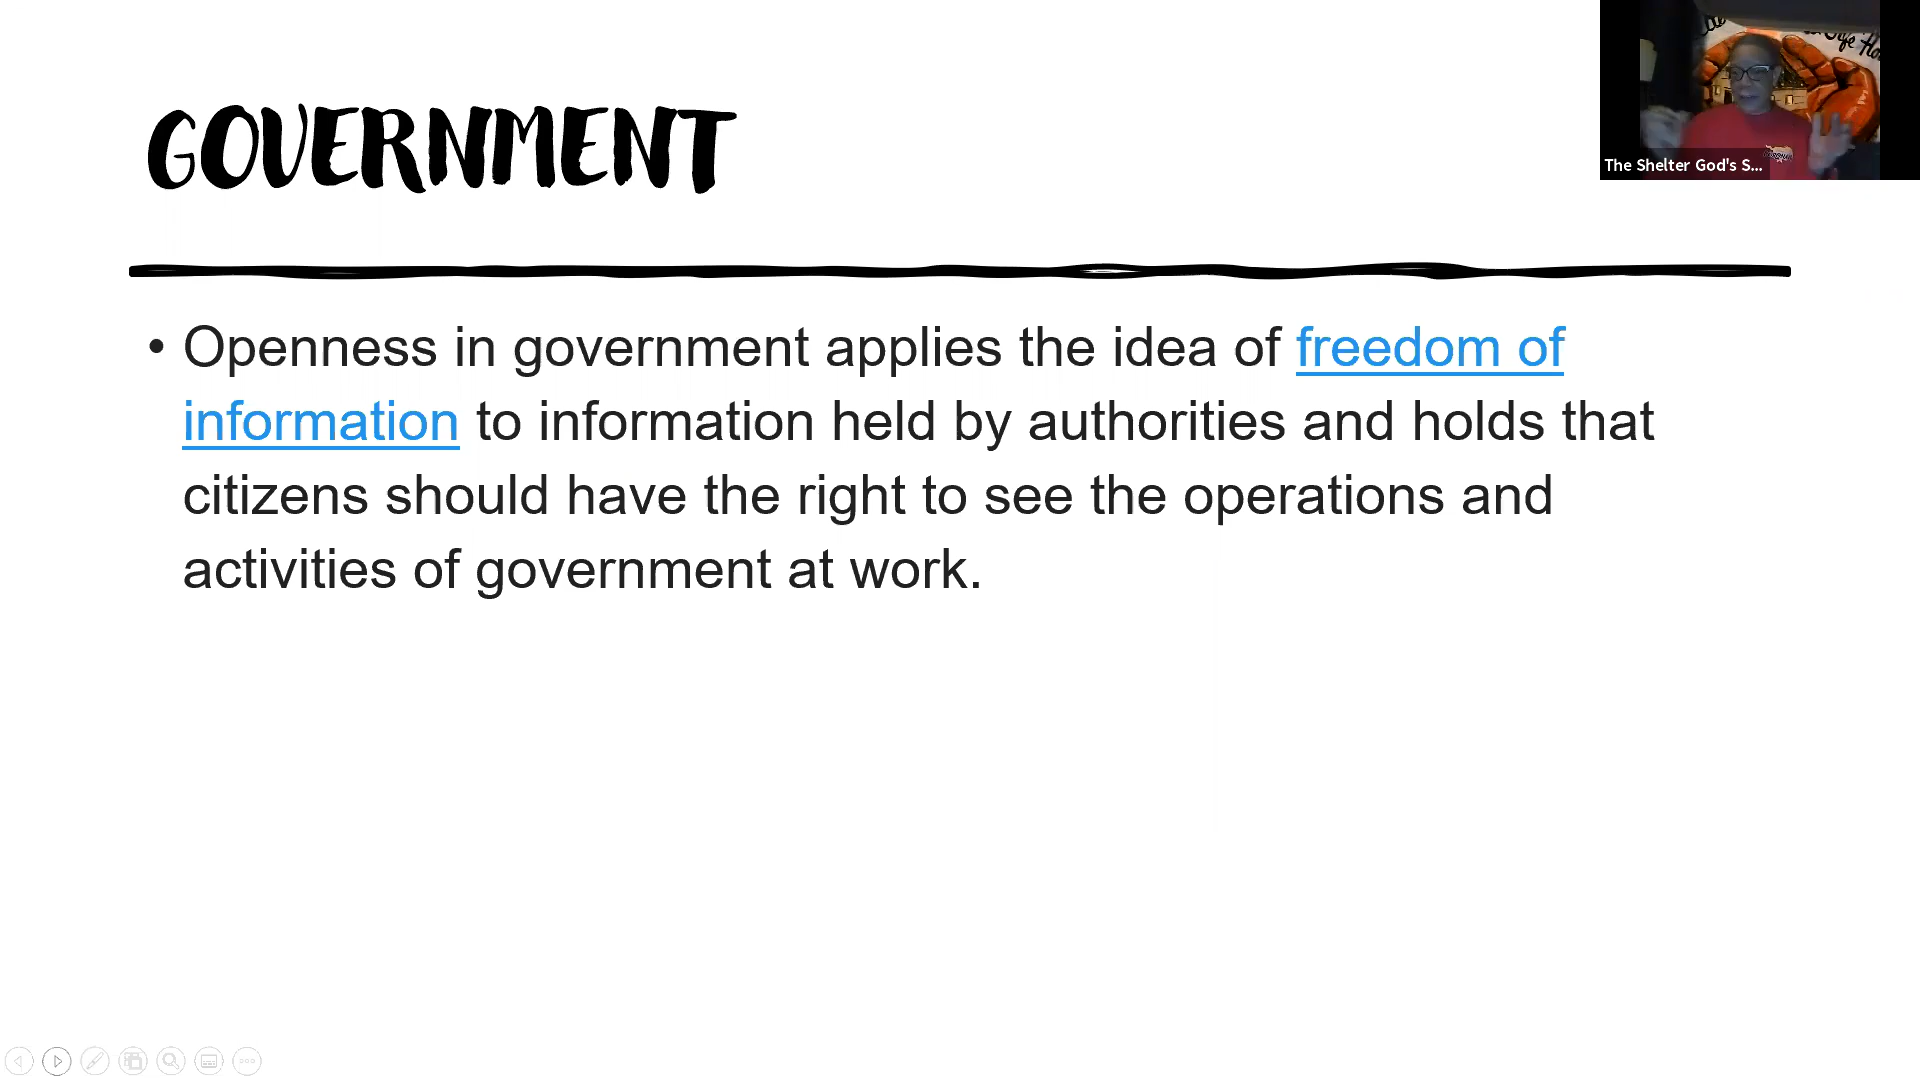 GOVERNMENT
• Openness in government applies the idea of freedom of
information to information held by authorities and holds that
citizens should have the right to see the operations and
activities of government at work.
The Shelter God's S...